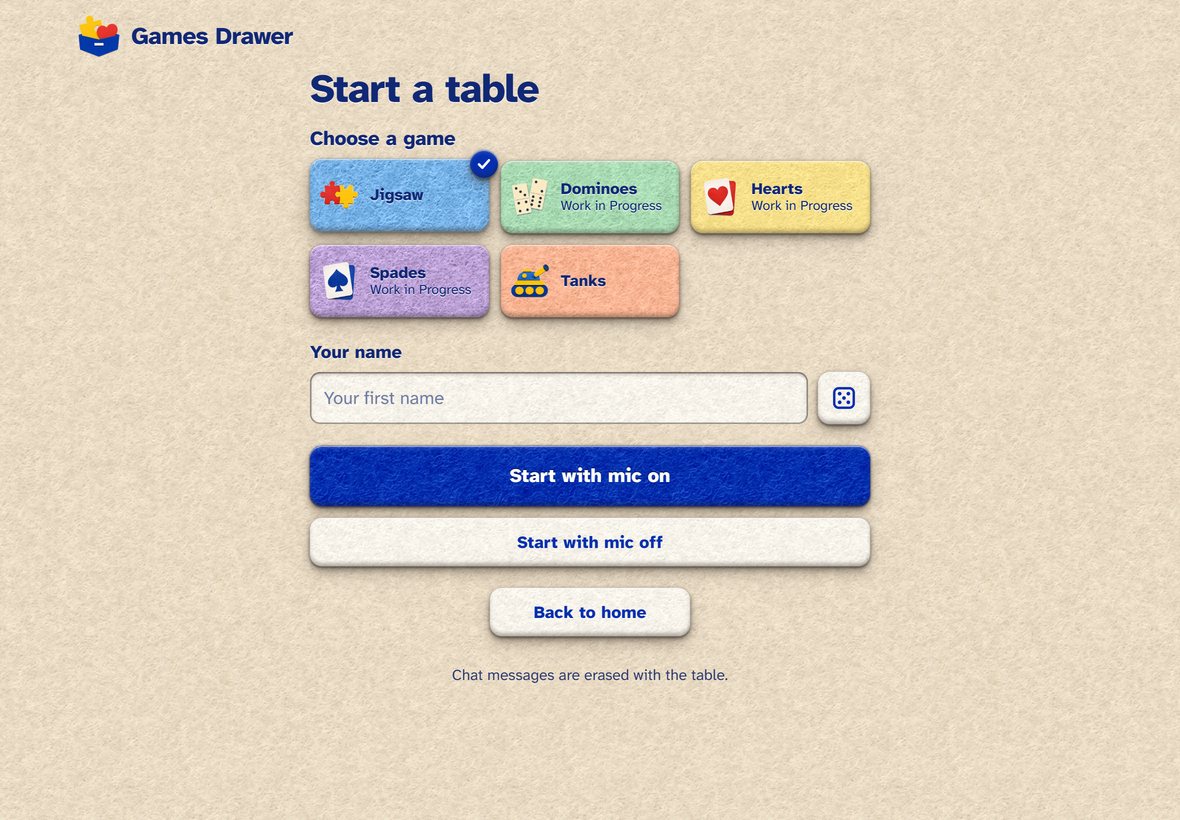 Games Drawer
Start a table
Choose a game
Jigsaw
Dominoes
Work in Progress
Hearts
Work in Progress
Spades
Work in Progress
Tanks
Your name
Your first name
Start with mic on
Start with mic off
Back to home
Chat messages are erased with the table.